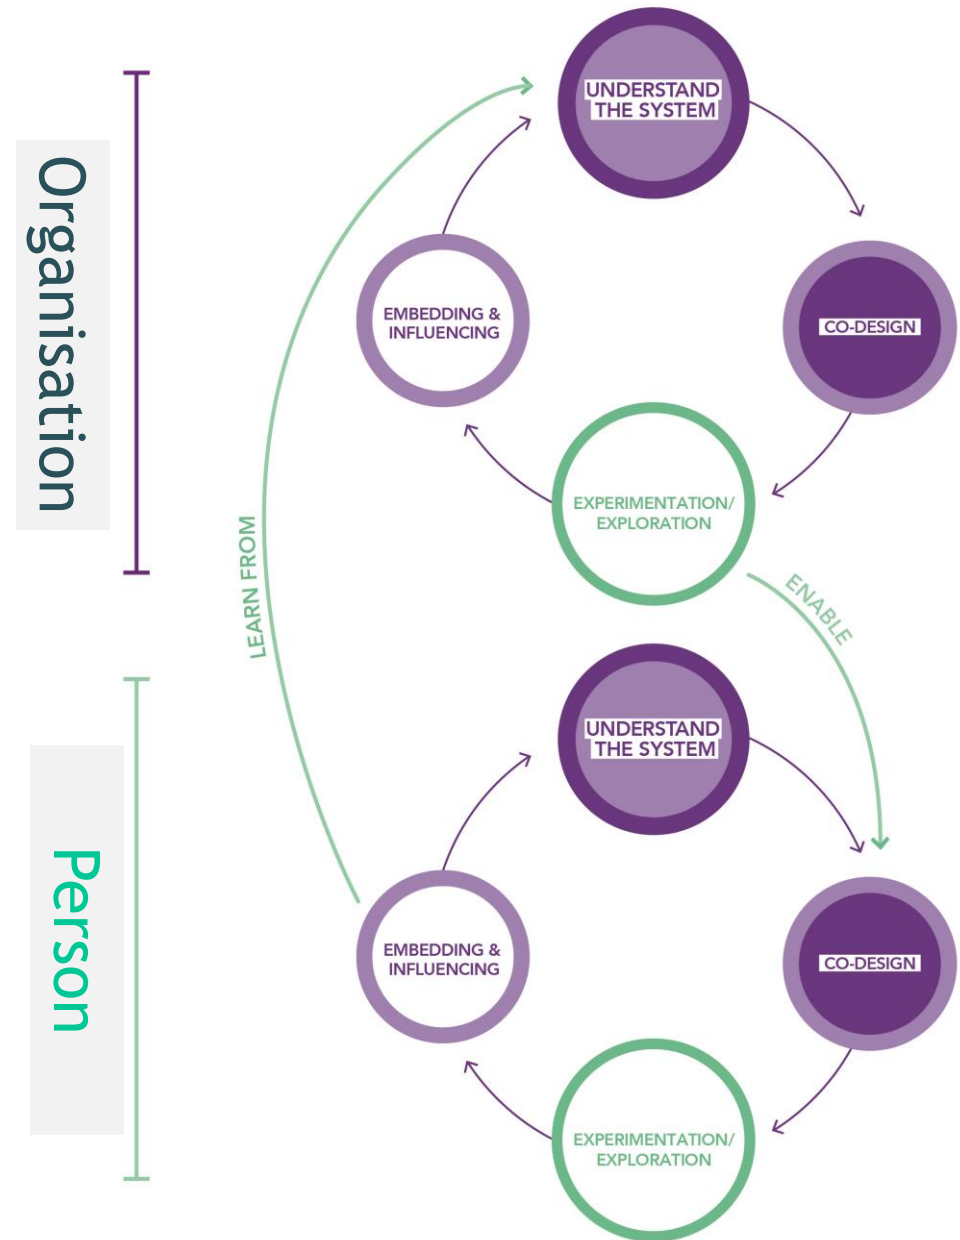 Organisation
UNDERSTAND
THE SYSTEM
EMBEDDING &
INFLUENCING
CO-DESIGN
EXPERIMENTATION/
EXPLORATION
LEARN FROM
ENABLE
Person
UNDERSTAND
THE SYSTEM
EMBEDDING &
INFLUENCING
CO-DESIGN
EXPERIMENTATION/
EXPLORATION